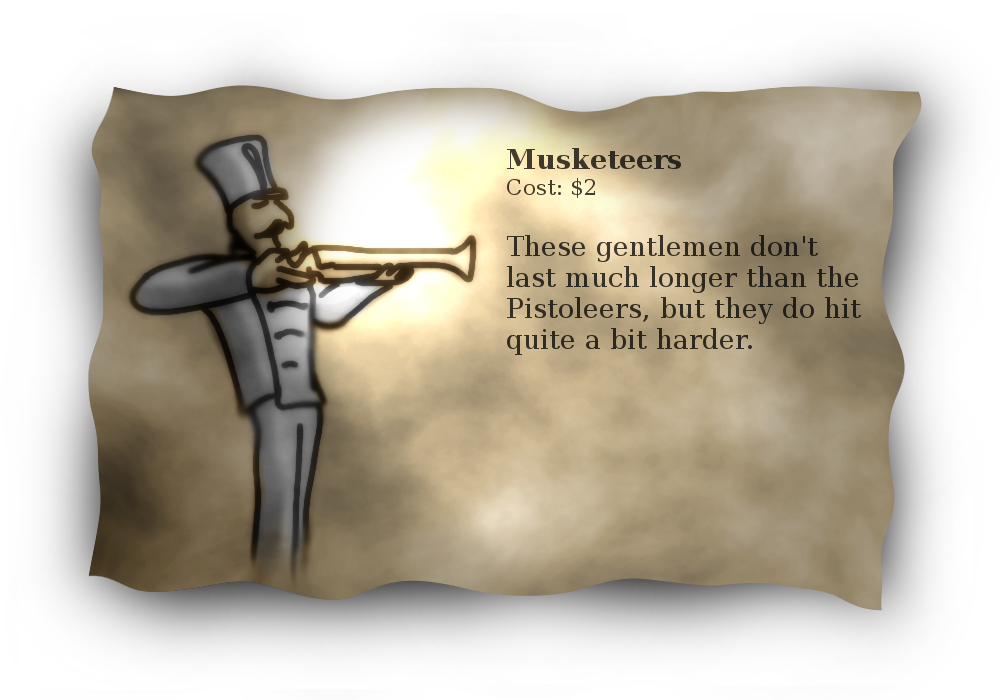 Musketeers
Cost: $2
These gentlemen don't
last much longer than the
Pistoleers, but they do hit
quite a bit harder.